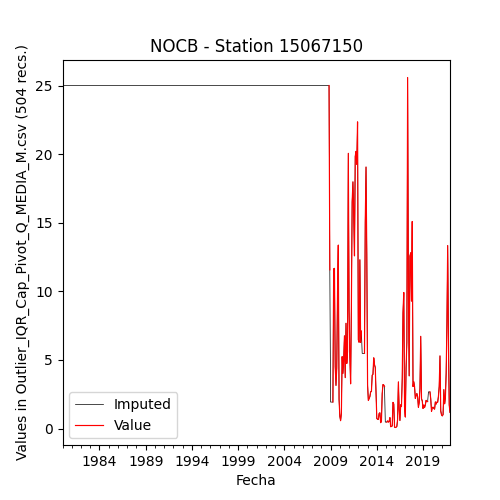 NOCB - Station 15067150
Values in Outlier_IQR_Cap_Pivot_Q_MEDIA_M.csv (504 recs.)
25
20
15
10
5
0
Imputed
Value
1984
1989
1994
1999
2004
2009
2014
2019
Fecha